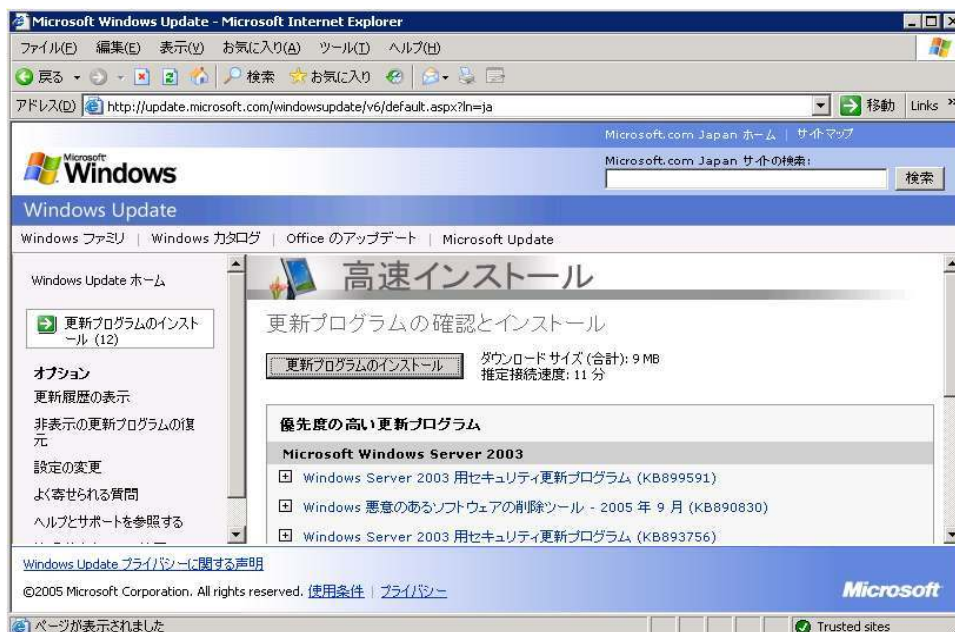 Microsoft Windows Update - Microsoft Internet Explorer
ファイル(F) 編集(E) 表示(V) お気に入り(A) ツール(T) ヘルプ(H)
戻る 検索 お気に入り
アドレス(D) http://update.microsoft.com/windowsupdate/v6/default.aspx?ln=ja 移動 Links »
Microsoft.com Japan ホーム | サイトマップ
Microsoft Windows
Microsoft.com Japan サイトの検索:
検索
Windows Update
Windows ファミリ | Windows カタログ | Office のアップデート | Microsoft Update
Windows Update ホーム
更新プログラムのインストール (12)
オプション
更新履歴の表示
非表示の更新プログラムの復元
設定の変更
よく寄せられる質問
ヘルプとサポートを参照する
高速インストール
更新プログラムの確認とインストール
更新プログラムのインストール
ダウンロード サイズ (合計): 9 MB
推定接続速度: 11 分
優先度の高い更新プログラム
Microsoft Windows Server 2003
Windows Server 2003 用セキュリティ更新プログラム (KB899591)
Windows 悪意のあるソフトウェアの削除ツール - 2005 年 9 月 (KB890830)
Windows Server 2003 用セキュリティ更新プログラム (KB893756)
Windows Update プライバシーに関する声明
©2005 Microsoft Corporation. All rights reserved. 使用条件 | プライバシー
Microsoft
ページが表示されました
Trusted sites